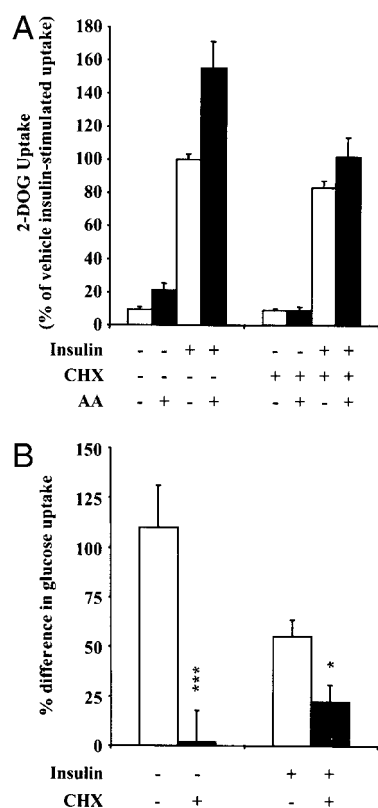 A
2-DOG Uptake
(% of vehicle insulin-stimulated uptake)
180
160
140
120
100
80
60
40
20
0
Insulin - - + + - - + +
CHX - - - - + + + +
AA - + - + - + - +
B
% difference in glucose uptake
150
125
100
75
50
25
0
***
*
Insulin - - + +
CHX - + - +